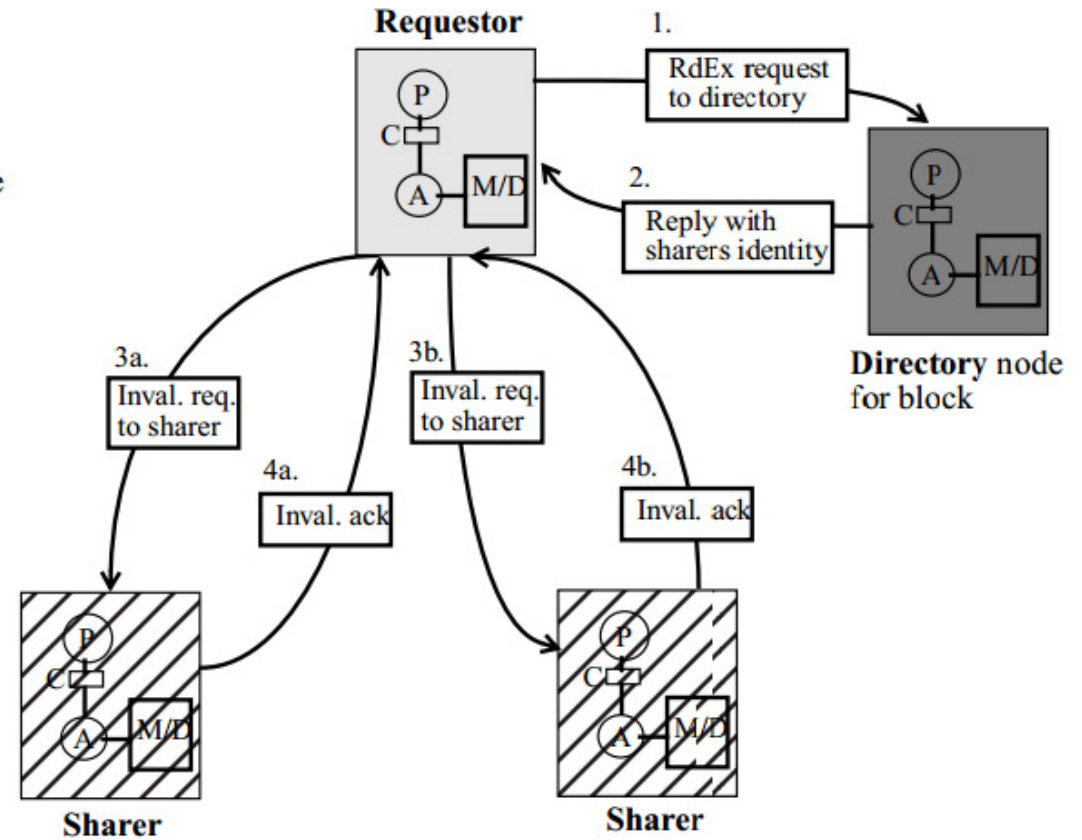 Requestor
1.
RdEx request
to directory
P
C
A
M/D
e
2.
Reply with
sharers identity
P
C
A
M/D
Directory node
for block
3a.
Inval. req.
to sharer
3b.
Inval. req.
to sharer
4a.
Inval. ack
4b.
Inval. ack
P
C
A
M/D
Sharer
P
C
A
M/D
Sharer